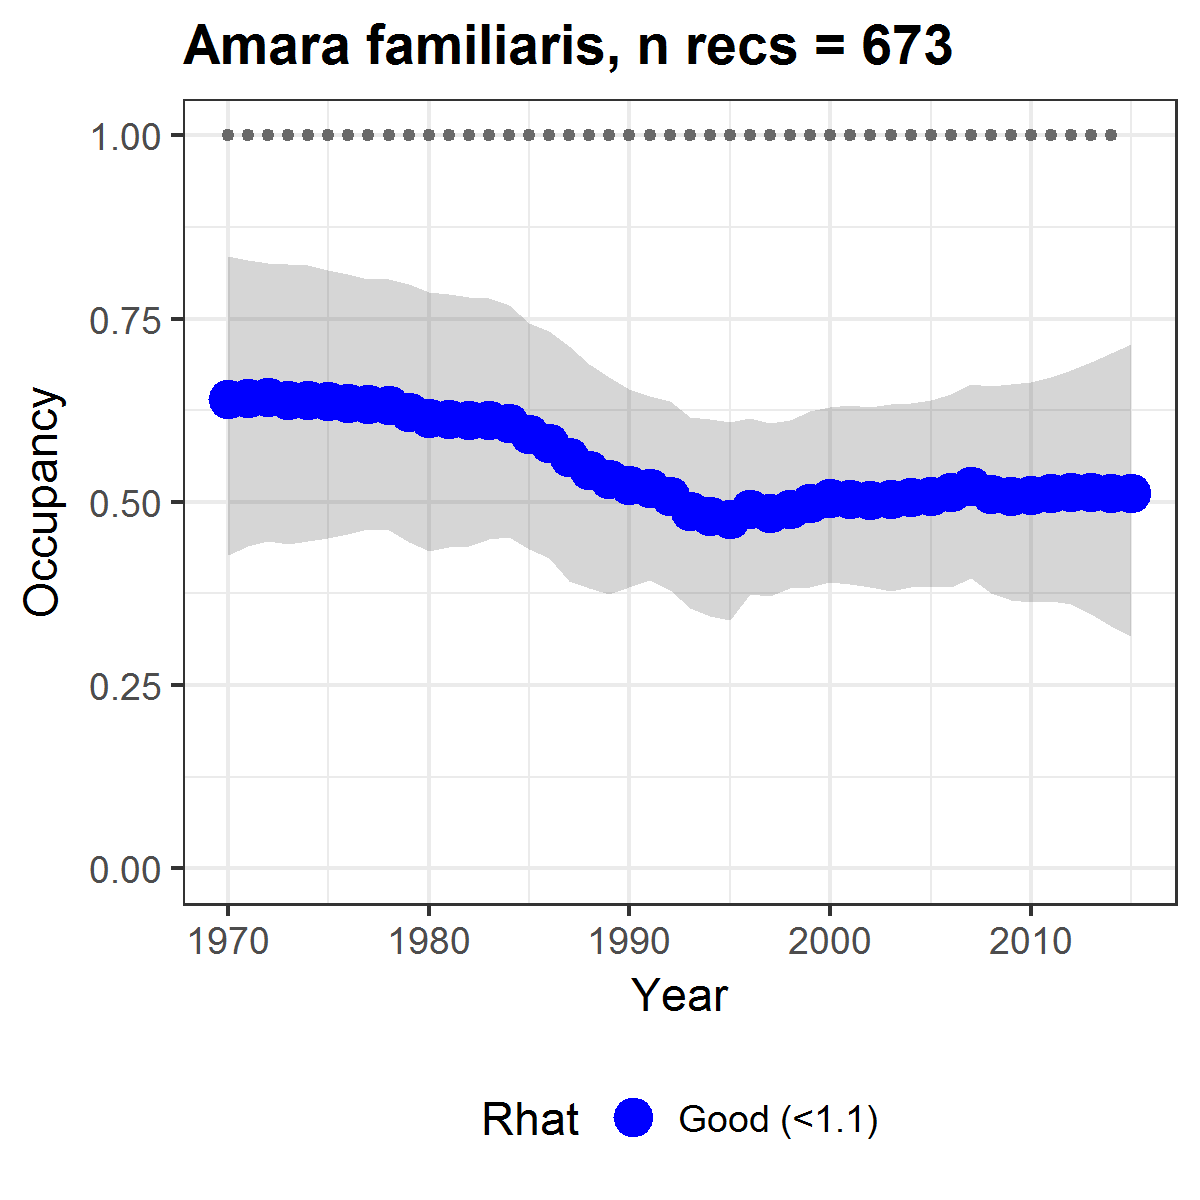 Amara familiaris, n recs = 673
1.00
0.75
0.50
0.25
0.00
Occupancy
1970 1980 1990 2000 2010
Year
Rhat Good (<1.1)